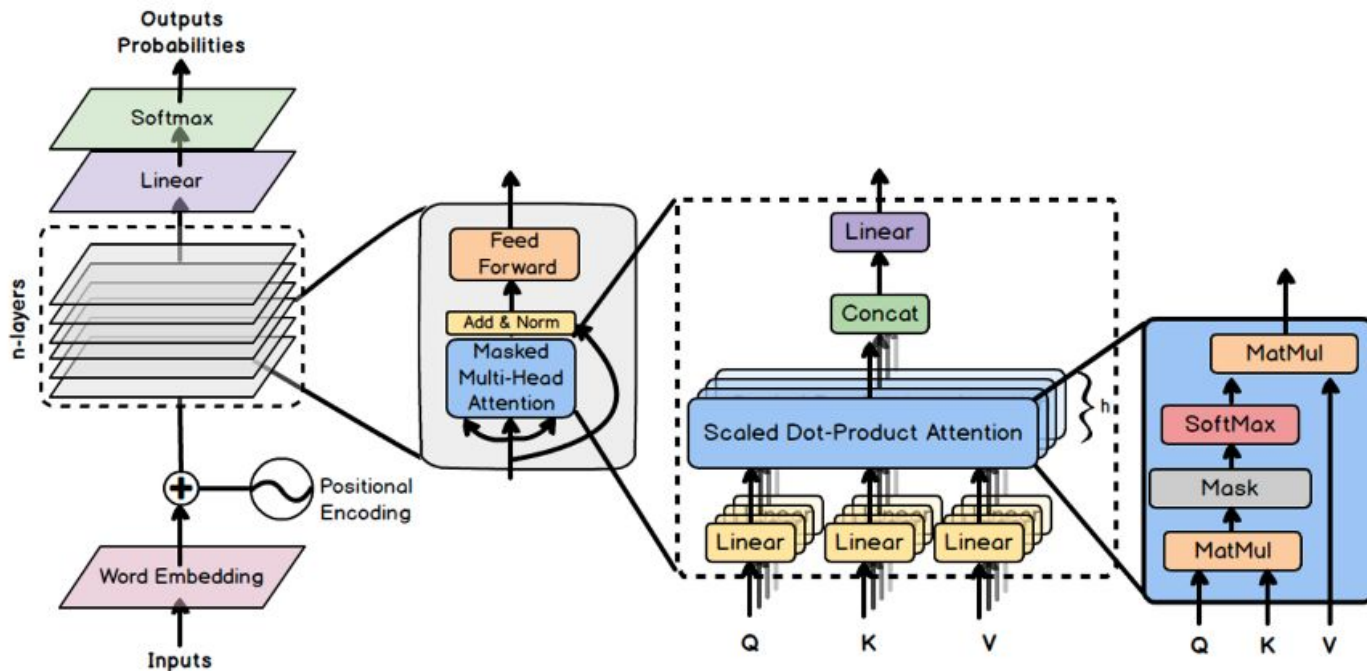 Outputs
Probabilities
Softmax
Linear
n-layers
Positional
Encoding
Word Embedding
Inputs
Feed
Forward
Add & Norm
Masked
Multi-Head
Attention
Linear
Concat
h
Scaled Dot-Product Attention
Linear
Linear
Linear
Q
K
V
MatMul
SoftMax
Mask
MatMul
Q
K
V